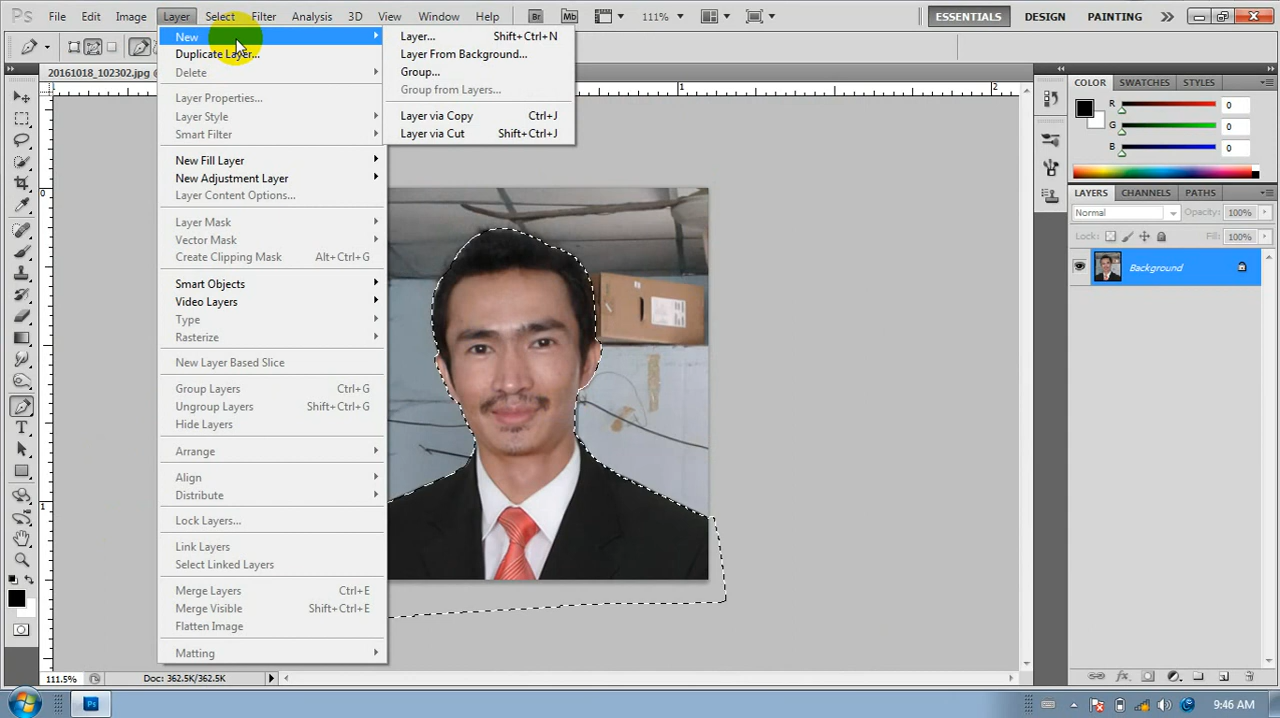 Ps File Edit Image Layer Select Filter Analysis 3D View Window Help Br Mb 111% ESSENTIALS DESIGN PAINTING
20161018_102302.jpg @
New
Duplicate Layer...
Delete
Layer Properties...
Layer Style
Smart Filter
New Fill Layer
New Adjustment Layer
Layer Content Options...
Layer Mask
Vector Mask
Create Clipping Mask Alt+Ctrl+G
Smart Objects
Video Layers
Type
Rasterize
New Layer Based Slice
Group Layers Ctrl+G
Ungroup Layers Shift+Ctrl+G
Hide Layers
Arrange
Align
Distribute
Lock Layers...
Link Layers
Select Linked Layers
Merge Layers Ctrl+E
Merge Visible Shift+Ctrl+E
Flatten Image
Matting
Layer... Shift+Ctrl+N
Layer From Background...
Group...
Group from Layers...
Layer via Copy Ctrl+J
Layer via Cut Shift+Ctrl+J
1 2
0
1
COLOR SWATCHES STYLES
R 0
G 0
B 0
LAYERS CHANNELS PATHS
Normal Opacity: 100%
Lock: Fill: 100%
Background
111.5% Doc: 362.5K/362.5K
Ps 9:46 AM